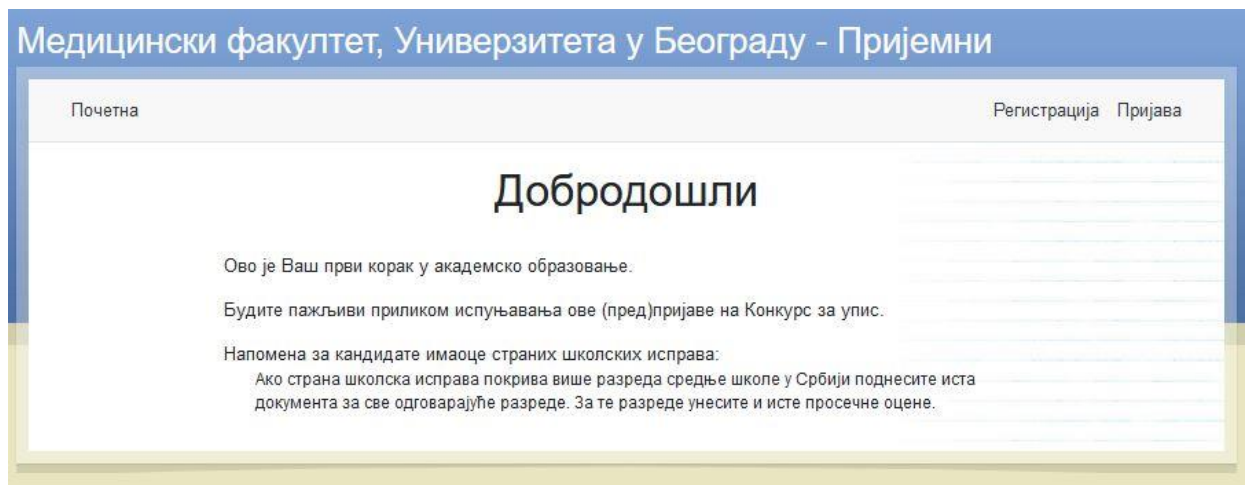 Медицински факултет, Универзитета у Београду - Пријемни
Почетна
Регистрација Пријава
Добродошли
Ово је Ваш први корак у академско образовање.
Будите пажљиви приликом испуњавања ове (пред)пријаве на Конкурс за упис.
Напомена за кандидате имаоце страних школских исправа:
Ако страна школска исправа покрива више разреда средње школе у Србији поднесите иста
документа за све одговарајуће разреде. За те разреде унесите и исте просечне оцене.